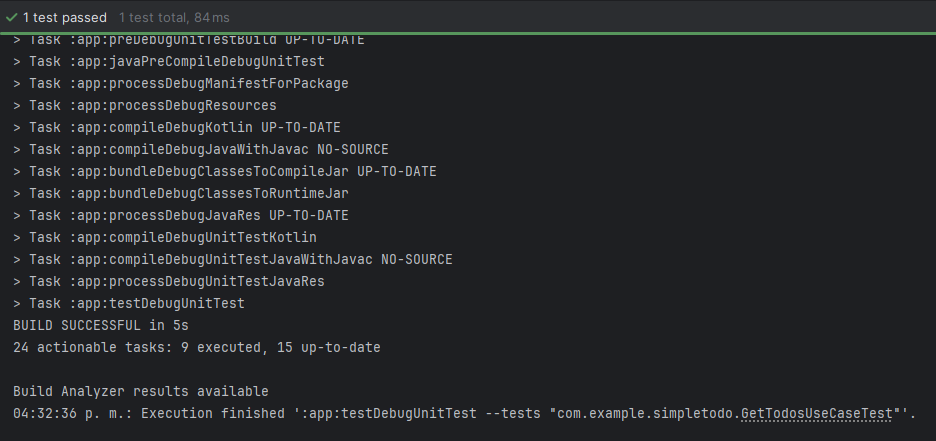 1 test passed 1 test total, 84 ms
> Task :app:preDebugUnitTestBuild UP-TO-DATE
> Task :app:javaPreCompileDebugUnitTest
> Task :app:processDebugManifestForPackage
> Task :app:processDebugResources
> Task :app:compileDebugKotlin UP-TO-DATE
> Task :app:compileDebugJavaWithJavac NO-SOURCE
> Task :app:bundleDebugClassesToCompileJar UP-TO-DATE
> Task :app:bundleDebugClassesToRuntimeJar
> Task :app:processDebugJavaRes UP-TO-DATE
> Task :app:compileDebugUnitTestKotlin
> Task :app:compileDebugUnitTestJavaWithJavac NO-SOURCE
> Task :app:processDebugUnitTestJavaRes
> Task :app:testDebugUnitTest
BUILD SUCCESSFUL in 5s
24 actionable tasks: 9 executed, 15 up-to-date
Build Analyzer results available
04:32:36 p. m.: Execution finished ':app:testDebugUnitTest --tests "com.example.simpletodo.GetTodosUseCaseTest"'.